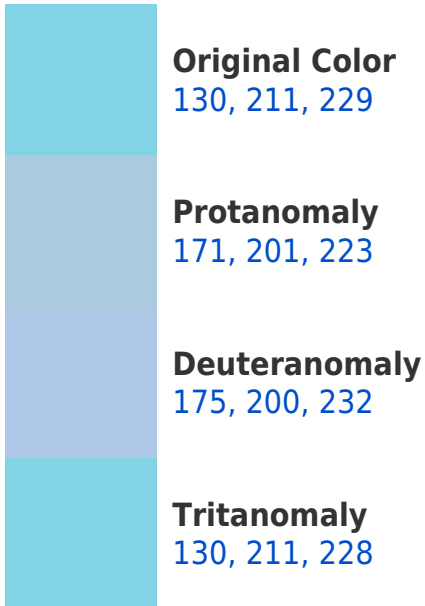 Original Color
130, 211, 229
Protanomaly
171, 201, 223
Deuteranomaly
175, 200, 232
Tritanomaly
130, 211, 228